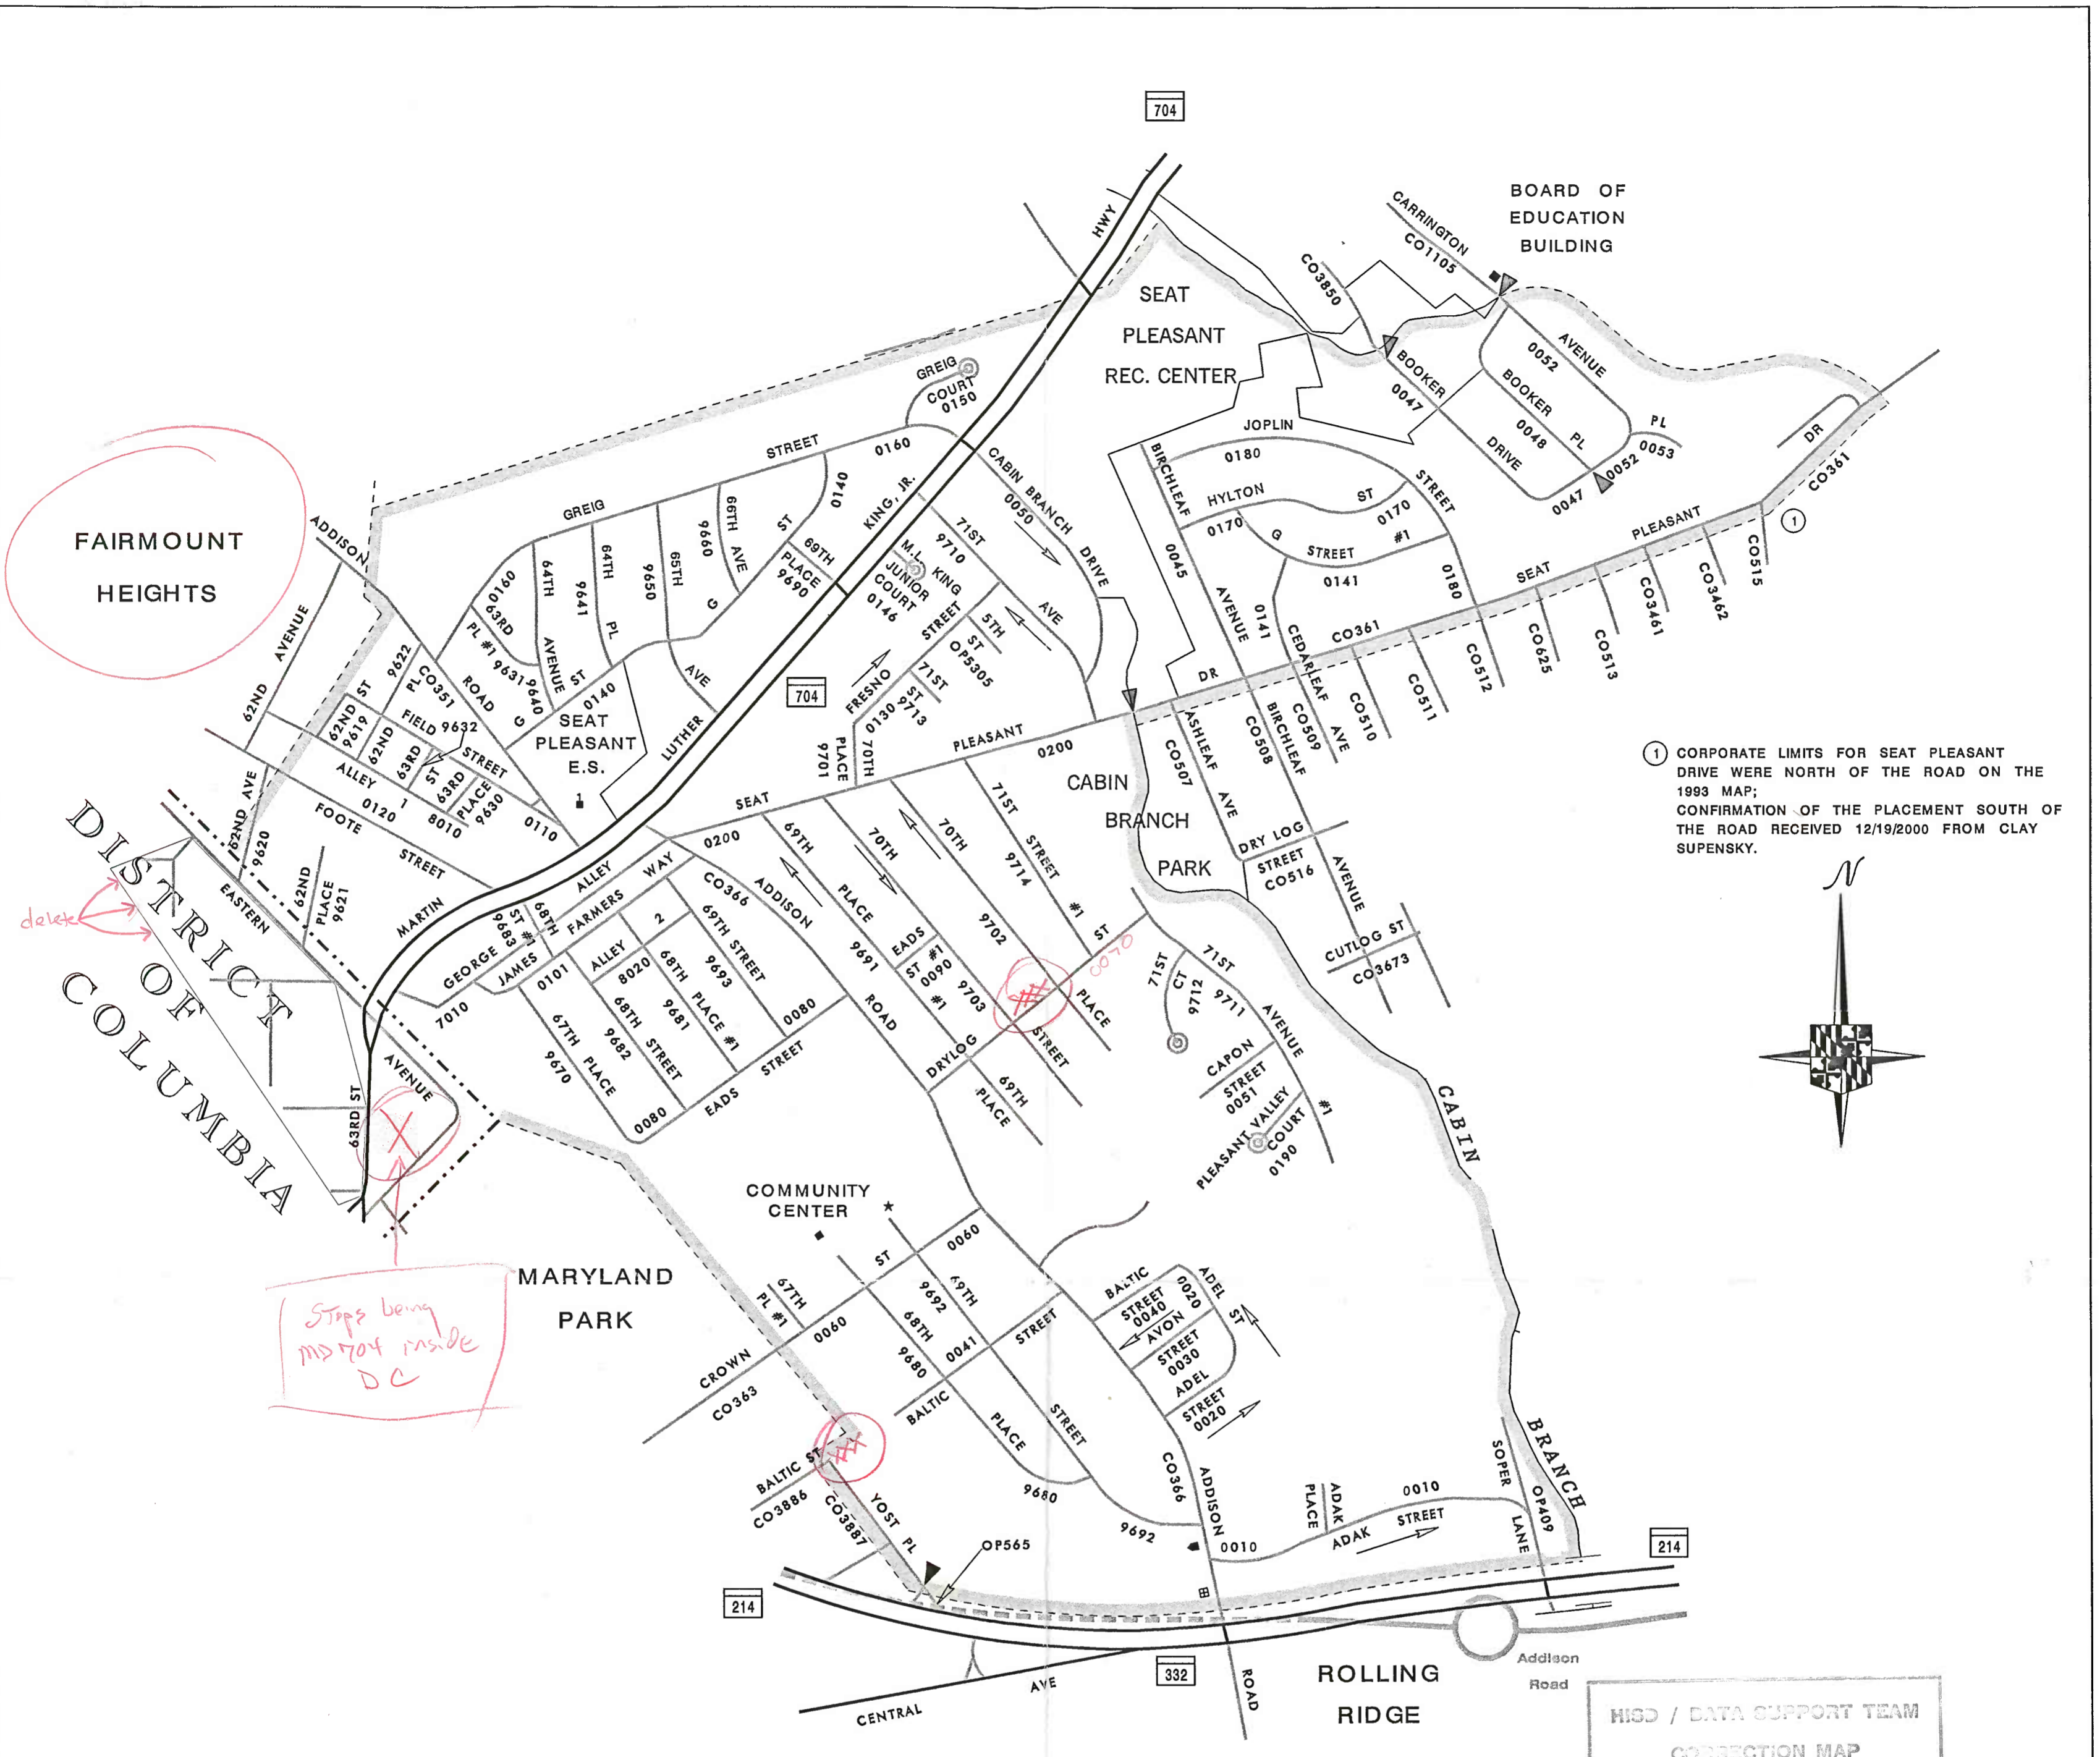 704
HWY
CARRINGTON
CO1105
BOARD OF
EDUCATION
BUILDING
CO3850
SEAT
PLEASANT
REC. CENTER
BOOKER
0047
DRIVE
0052
AVENUE
BOOKER
0048
PL
PL
0053
0052
0047
DR
CO361
1
GREIG
COURT
0150
STREET
0160
GREIG
0140
KING, JR.
CABIN BRANCH
0050
DRIVE
JOPLIN
0180
BIRCHLEAF
0045
AVENUE
HYLTON
ST
0170
0170
STREET
G
STREET
#1
0141
0180
0141
PLEASANT
SEAT
CO361
CO515
CO3462
CO3461
CO513
CO625
CO512
CO511
CO510
FAIRMOUNT
HEIGHTS
ADDISON
62ND
AVENUE
0160
63RD
PL #1
9631
64TH
AVENUE
9640
64TH
9641
PL
65TH
9650
AVE
66TH AVE
9660
G
ST
69TH
PLACE
9690
71ST
9710
AVE
M.L. KING
JUNIOR
COURT
0146
STREET
FRESNO
0130
5TH
ST
OP5305
71ST
ST
9713
9622
PL
CO351
ROAD
G
ST
0140
SEAT
PLEASANT
E.S.
1
LUTHER
704
62ND ST
9619
62ND
FIELD
STREET
9632
63RD
ST
63RD
PLACE
9630
ALLEY
1
8010
0120
0110
FOOTE
STREET
62ND AVE
9620
62ND
PLACE
9621
EASTERN
MARTIN
DISTRICT
OF
COLUMBIA
delete
PLACE
9701
70TH
PLEASANT
0200
SEAT
0200
DR
CEDARLEAF
AVE
CO509
BIRCHLEAF
CO508
AVENUE
ASHLEAF
AVE
CO507
DRY LOG
STREET
CO516
CUTLOG ST
CO3673
CABIN
BRANCH
PARK
1 CORPORATE LIMITS FOR SEAT PLEASANT
DRIVE WERE NORTH OF THE ROAD ON THE
1993 MAP;
CONFIRMATION OF THE PLACEMENT SOUTH OF
THE ROAD RECEIVED 12/19/2000 FROM CLAY
SUPENSKY.
N
ALLEY
GEORGE
7010
JAMES
FARMERS
WAY
0101
68TH
ST #1
9683
CO366
ADDISON
ROAD
69TH
PLACE
9691
70TH
EADS
ST #1
0090
#1
9703
STREET
70TH
9702
PLACE
71ST
STREET
9714
#1
ST
0070
DRYLOG
69TH
PLACE
ALLEY
2
8020
69TH STREET
9693
68TH
PLACE #1
9681
68TH
STREET
9682
67TH
PLACE
9670
0080
EADS
STREET
0080
71ST
CT
9712
71ST
9711
AVENUE
#1
CAPON
STREET
0051
PLEASANT VALLEY
COURT
0190
CABIN
BRANCH
AVENUE
63RD ST
X
Stops being
MD 704 inside
DC
MARYLAND
PARK
COMMUNITY
CENTER
67TH
PL #1
CROWN
CO363
0060
ST
0060
69TH
9692
STREET
68TH
9680
PLACE
0041
STREET
BALTIC
9680
9692
BALTIC
STREET
0040
AVON
STREET
0030
ADEL
STREET
0020
ADEL ST
0020
BALTIC ST
CO3886
CO3887
YOST PL
OP565
CO366
ADDISON
ROAD
ADAK
PLACE
0010
0010
ADAK
STREET
SOPER
LANE
OP409
214
214
332
CENTRAL
AVE
ROLLING
RIDGE
Addison
Road
HISD / DATA SUPPORT TEAM
CORRECTION MAP